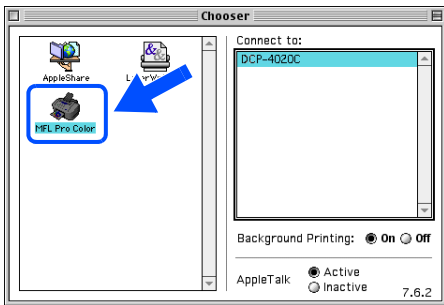 Chooser
AppleShare
MFL Pro Color
Connect to:
DCP-4020C
Background Printing: On Off
AppleTalk
Active
Inactive
7.6.2